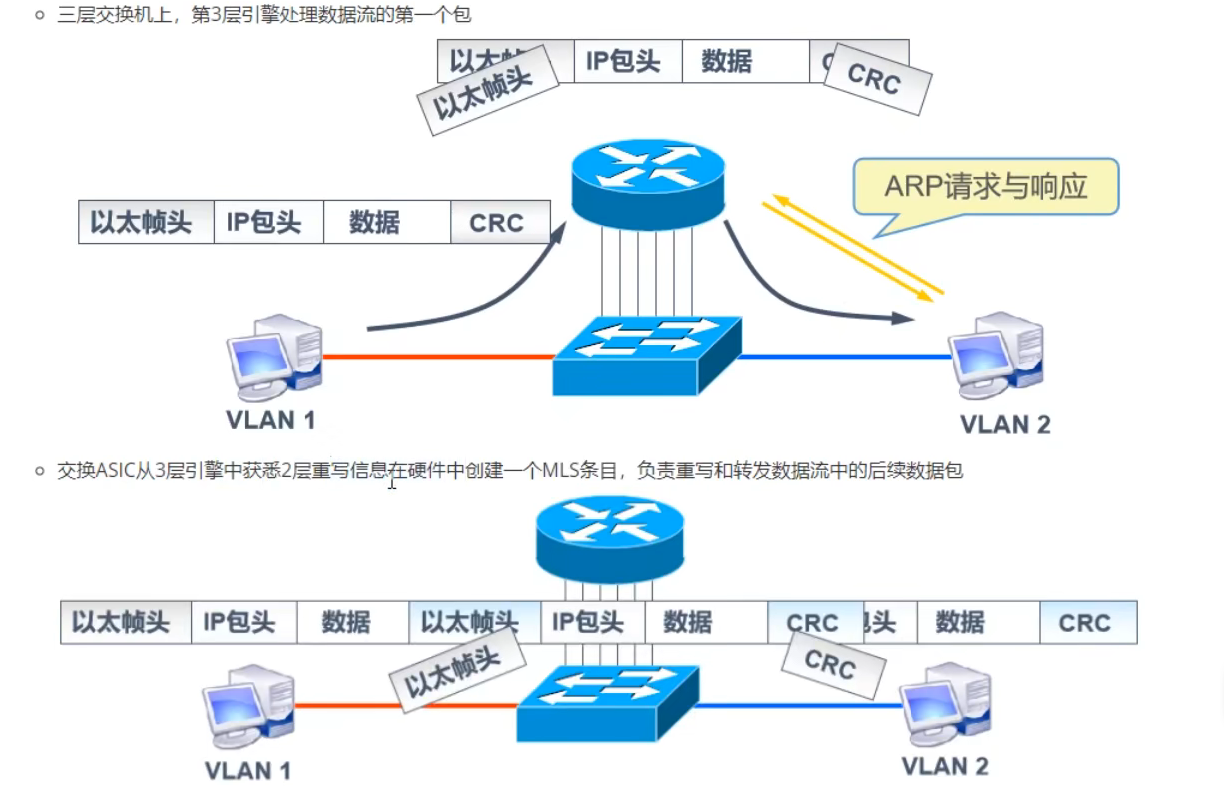 三层交换机上，第3层引擎处理数据流的第一个包
以太帧头 IP包头 数据 CRC
以太帧头 CRC
ARP请求与响应
以太帧头 IP包头 数据 CRC
VLAN 1
VLAN 2
交换ASIC从3层引擎中获悉2层重写信息在硬件中创建一个MLS条目，负责重写和转发数据流中的后续数据包
以太帧头 IP包头 数据 以太帧头 IP包头 数据 CRC 包头 数据 CRC
以太帧头 CRC
VLAN 1
VLAN 2